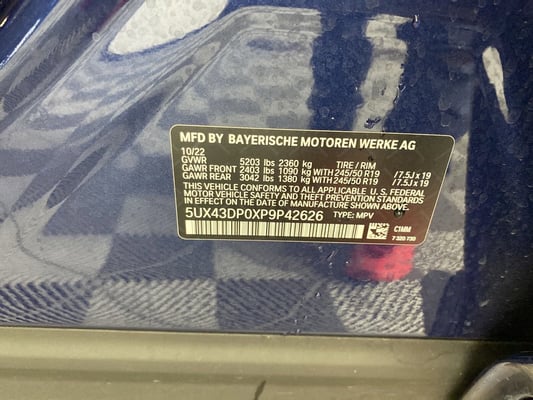 MFD BY BAYERISCHE MOTOREN WERKE AG
10/22
GVWR 5203 lbs 2360 kg TIRE / RIM
GAWR FRONT 2403 lbs 1090 kg WITH 245/50 R19 /7.5J x 19
GAWR REAR 3042 lbs 1380 kg WITH 245/50 R19 /7.5J x 19
THIS VEHICLE CONFORMS TO ALL APPLICABLE U.S. FEDERAL
MOTOR VEHICLE SAFETY AND THEFT PREVENTION STANDARDS
IN EFFECT ON THE DATE OF MANUFACTURE SHOWN ABOVE.
5UX43DP0XP9P42626 TYPE: MPV
C1MM
7 320 730